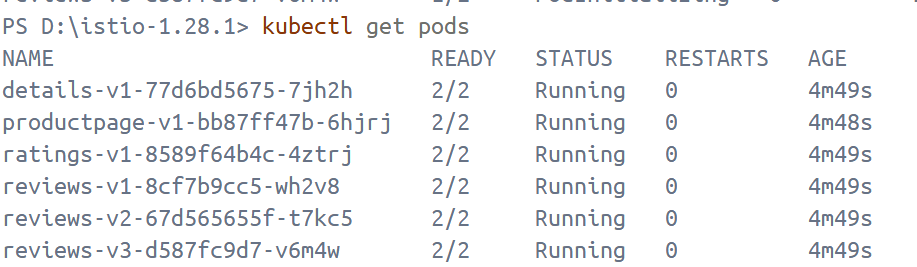 PS D:\istio-1.28.1> kubectl get pods
NAME READY STATUS RESTARTS AGE
details-v1-77d6bd5675-7jh2h 2/2 Running 0 4m49s
productpage-v1-bb87ff47b-6hjrj 2/2 Running 0 4m48s
ratings-v1-8589f64b4c-4ztrj 2/2 Running 0 4m49s
reviews-v1-8cf7b9cc5-wh2v8 2/2 Running 0 4m49s
reviews-v2-67d565655f-t7kc5 2/2 Running 0 4m49s
reviews-v3-d587fc9d7-v6m4w 2/2 Running 0 4m49s